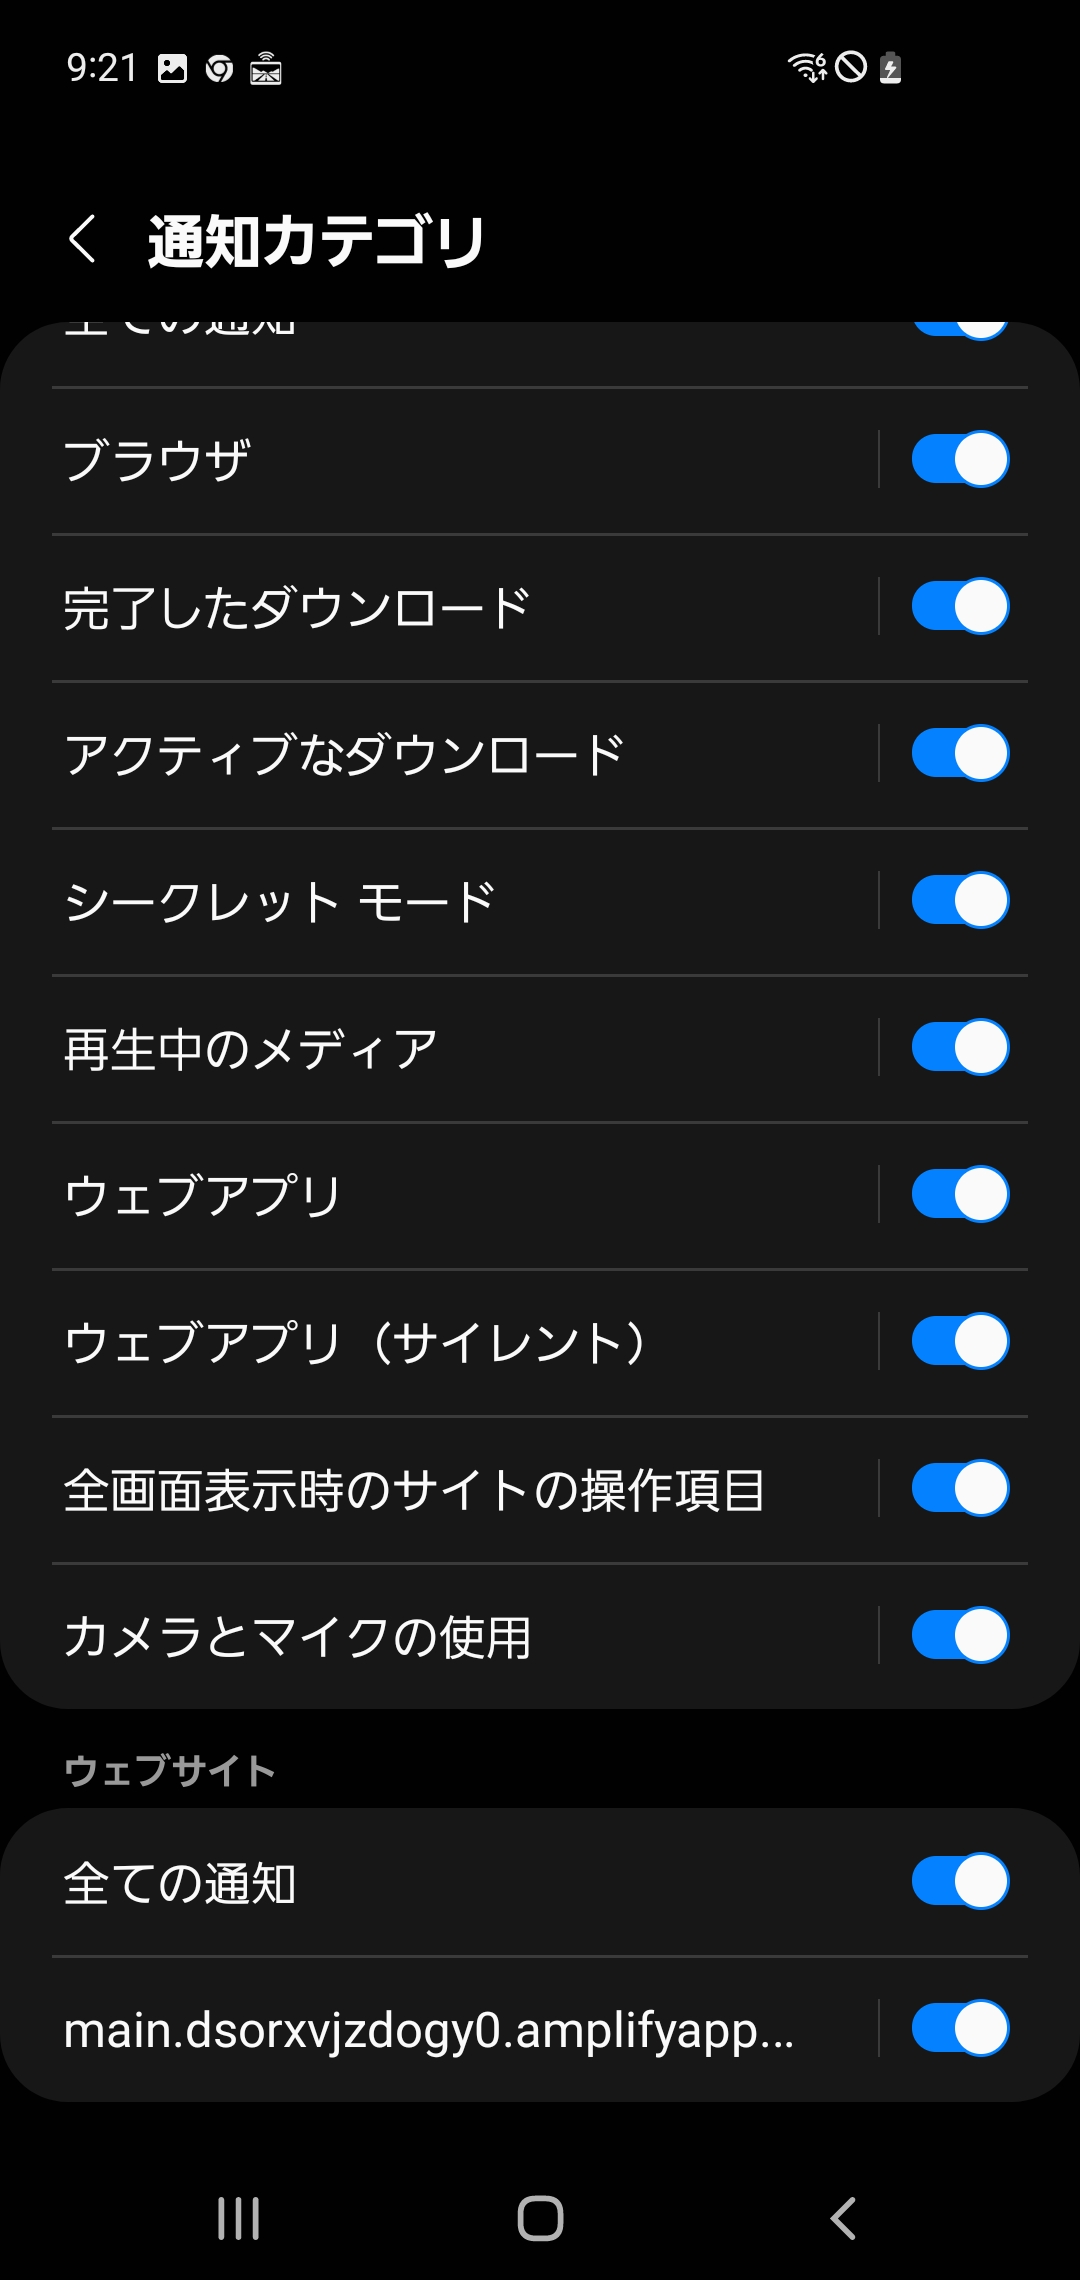 9:21
通知カテゴリ
全ての通知
ブラウザ
完了したダウンロード
アクティブなダウンロード
シークレット モード
再生中のメディア
ウェブアプリ
ウェブアプリ（サイレント）
全画面表示時のサイトの操作項目
カメラとマイクの使用
ウェブサイト
全ての通知
main.dsorxvjzdogy0.amplifyapp...